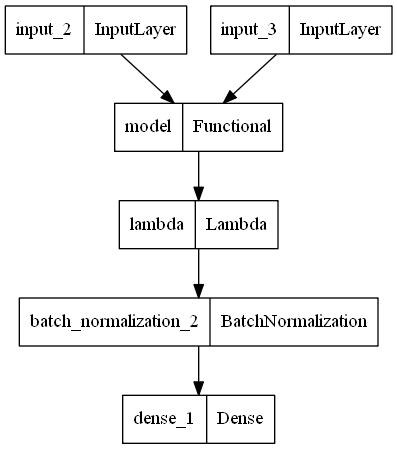 input_2 InputLayer input_3 InputLayer
model Functional
lambda Lambda
batch_normalization_2 BatchNormalization
dense_1 Dense